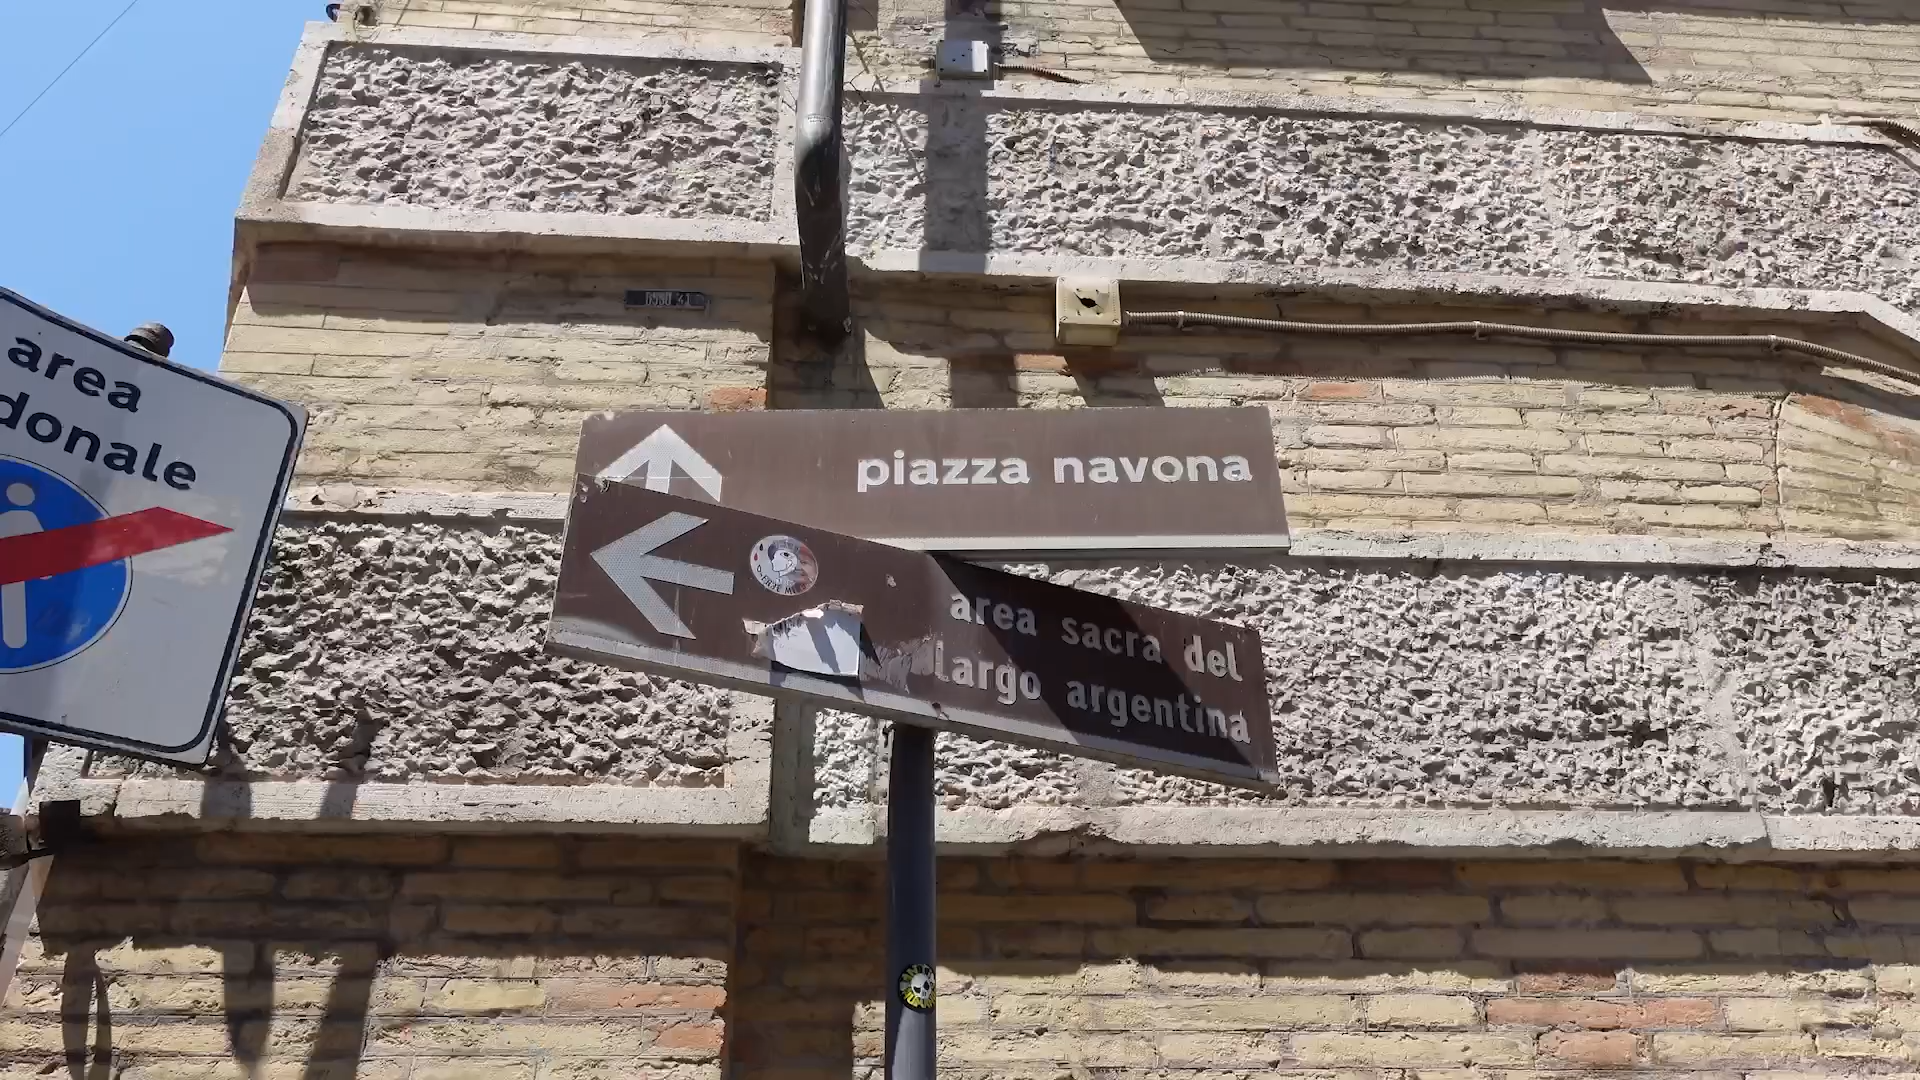 area
donale
piazza navona
area sacra del
largo argentina